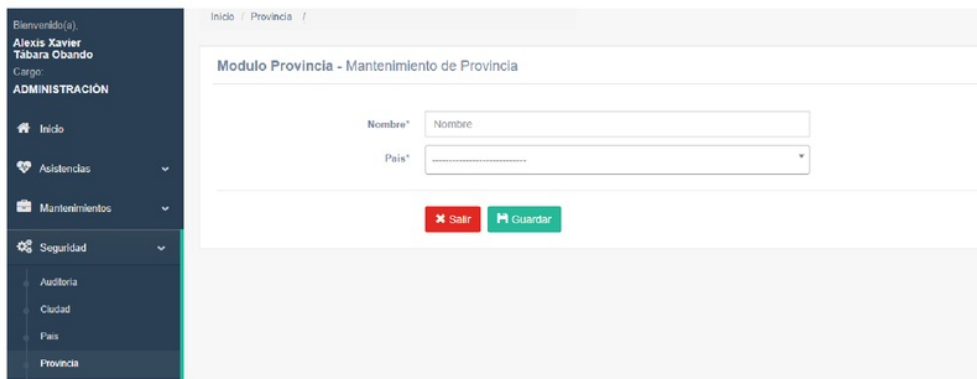 Bienvenido(a),
Alexis Xavier
Tábara Obando
Cargo:
ADMINISTRACIÓN
Inicio
Asistencias
Mantenimientos
Seguridad
Auditoria
Ciudad
Pais
Provincia
Inicio / Provincia /
Modulo Provincia - Mantenimiento de Provincia
Nombre* Nombre
Pais* ----------------------------
Salir Guardar